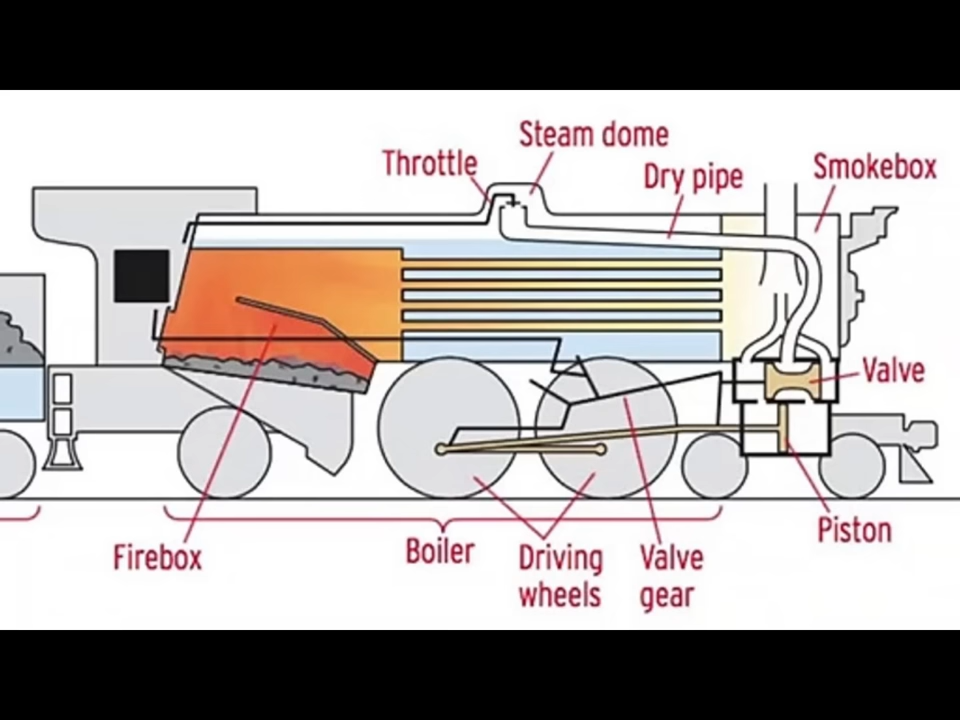 Steam dome
Throttle
Dry pipe
Smokebox
Valve
Piston
Firebox
Boiler
Driving
wheels
Valve
gear